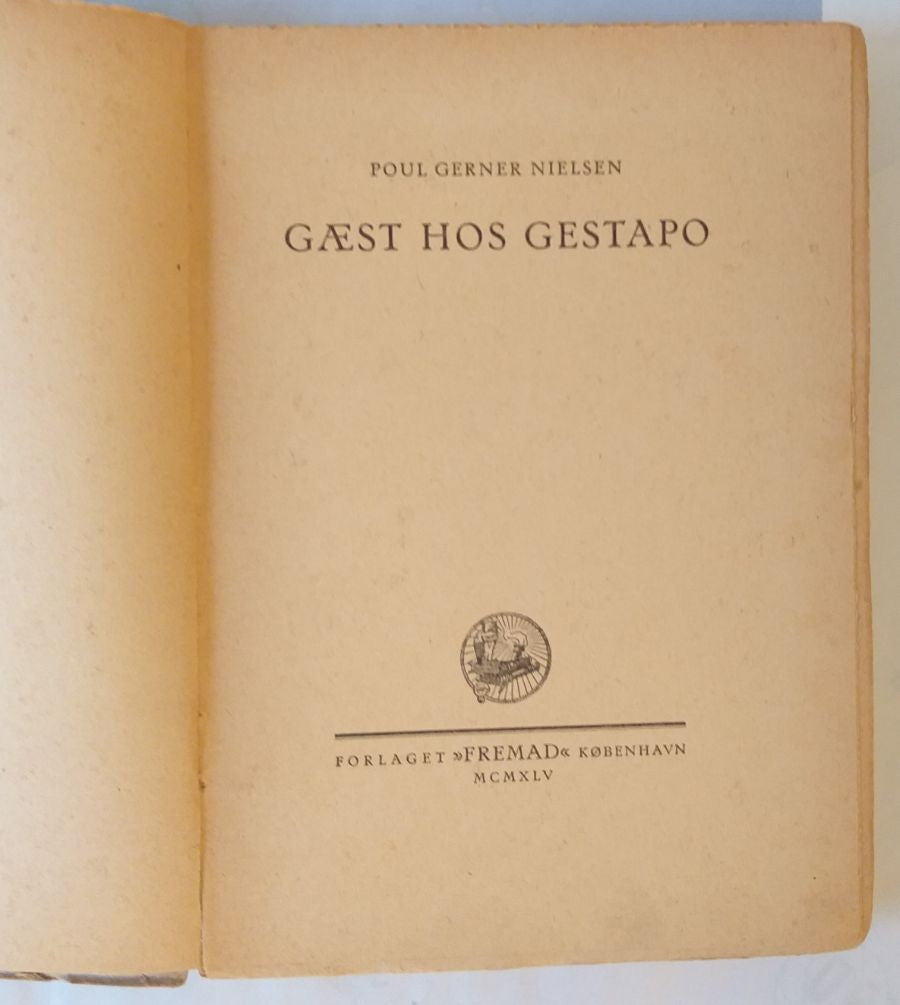 POUL GERNER NIELSEN
GÆST HOS GESTAPO
FORLAGET »FREMAD« KØBENHAVN
MCMXLV